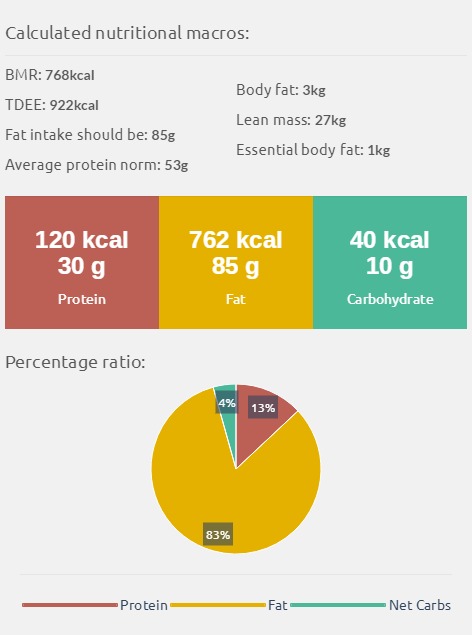 Calculated nutritional macros:
BMR: 768kcal
TDEE: 922kcal
Fat intake should be: 85g
Average protein norm: 53g
Body fat: 3kg
Lean mass: 27kg
Essential body fat: 1kg
120 kcal
30 g
Protein
762 kcal
85 g
Fat
40 kcal
10 g
Carbohydrate
Percentage ratio:
4%
13%
83%
Protein
Fat
Net Carbs